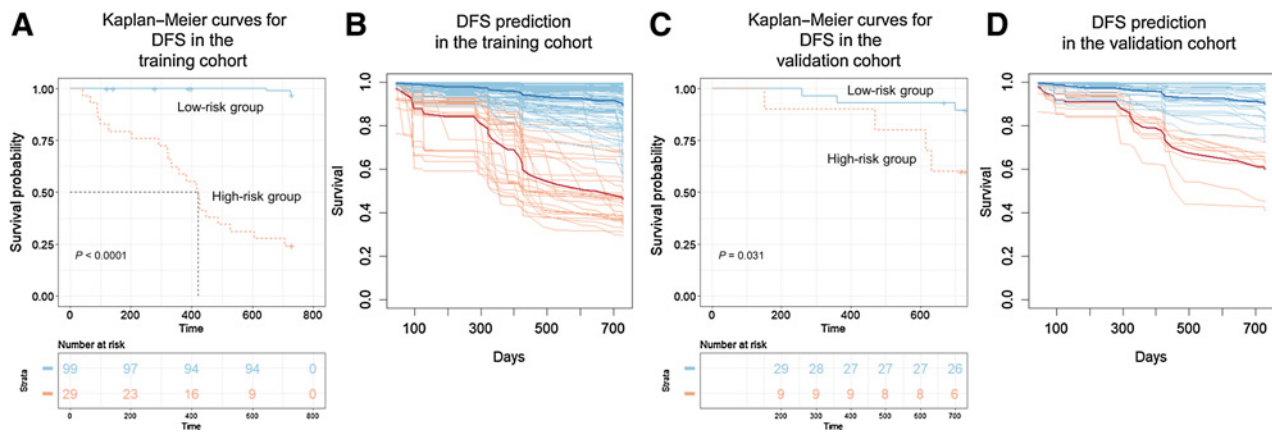 A
Kaplan–Meier curves for
DFS in the
training cohort
Survival probability
1.00
0.75
0.50
0.25
0.00
Low-risk group
High-risk group
P < 0.0001
0 200 400 600 800
Time
Number at risk
Strata
99 97 94 94 0
29 23 16 9 0
0 200 400 600 800
Time
B
DFS prediction
in the training cohort
Survival
1.0
0.8
0.6
0.4
0.2
0.0
100 300 500 700
Days
C
Kaplan–Meier curves for
DFS in the
validation cohort
Survival probability
1.00
0.75
0.50
0.25
0.00
Low-risk group
High-risk group
P = 0.031
0 200 400 600
Time
Number at risk
Strata
29 28 27 27 27 26
9 9 9 8 8 6
200 300 400 500 600 700
Time
D
DFS prediction
in the validation cohort
Survival
1.0
0.8
0.6
0.4
0.2
0.0
100 300 500 700
Days